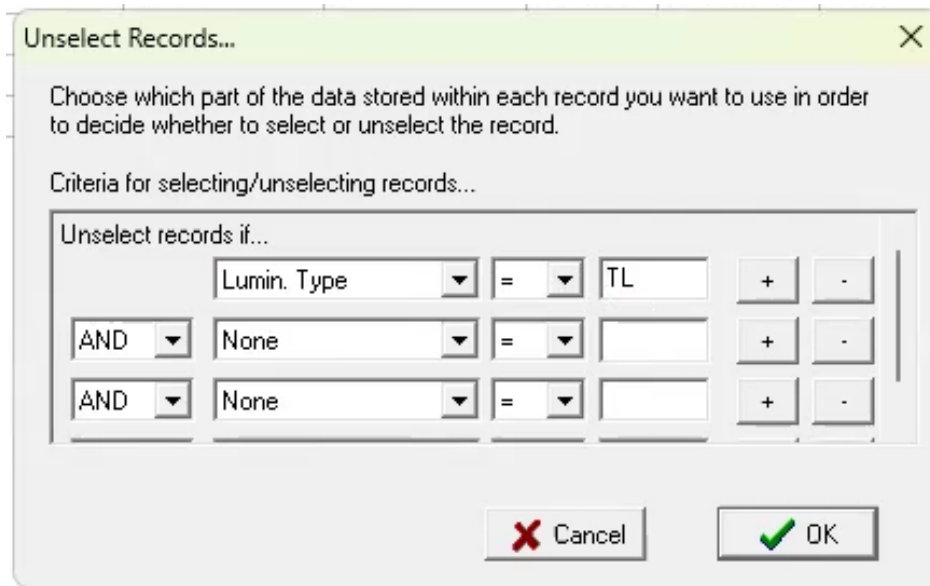 Unselect Records...
Choose which part of the data stored within each record you want to use in order
to decide whether to select or unselect the record.
Criteria for selecting/unselecting records...
Unselect records if...
Lumin. Type = TL + -
AND None = + -
AND None = + -
Cancel OK